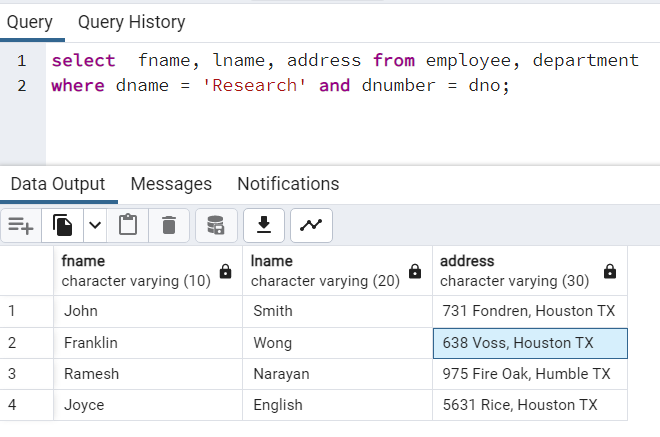 Query Query History
1 select  fname, lname, address from employee, department
2 where dname = 'Research' and dnumber = dno;
Data Output Messages Notifications
fname lname address
character varying (10) character varying (20) character varying (30)
1 John Smith 731 Fondren, Houston TX
2 Franklin Wong 638 Voss, Houston TX
3 Ramesh Narayan 975 Fire Oak, Humble TX
4 Joyce English 5631 Rice, Houston TX